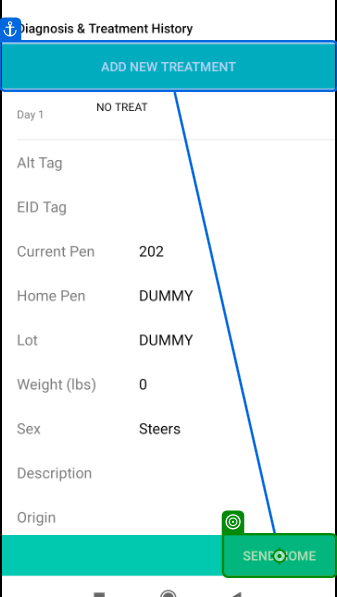 Diagnosis & Treatment History
ADD NEW TREATMENT
Day 1 NO TREAT
Alt Tag
EID Tag
Current Pen 202
Home Pen DUMMY
Lot DUMMY
Weight (lbs) 0
Sex Steers
Description
Origin
SEND HOME